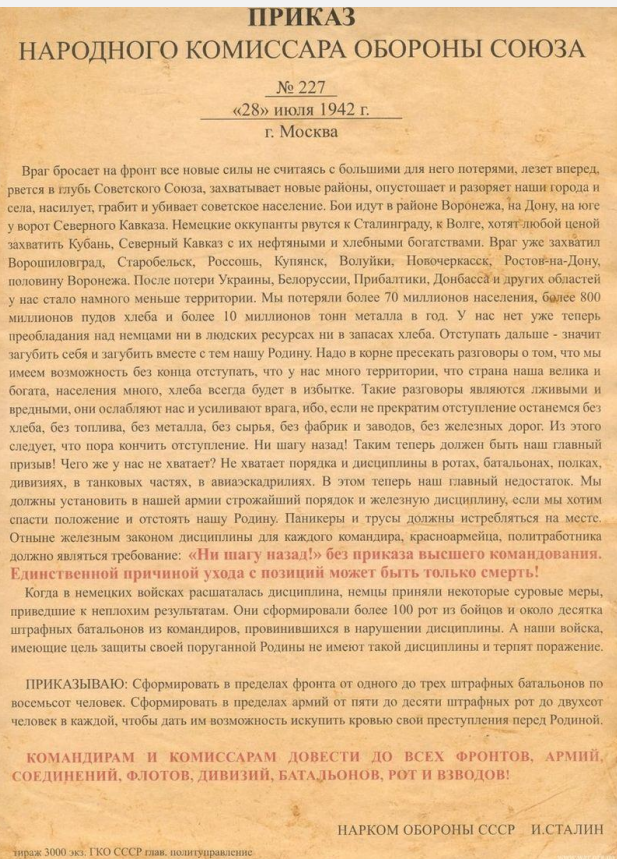 ПРИКАЗ
НАРОДНОГО КОМИССАРА ОБОРОНЫ СОЮЗА
№ 227
«28» июля 1942 г.
г. Москва
Враг бросает на фронт все новые силы не считаясь с большими для него потерями, лезет вперед,
рвется в глубь Советского Союза, захватывает новые районы, опустошает и разоряет наши города и
села, насилует, грабит и убивает советское население. Бои идут в районе Воронежа, на Дону, на юге
у ворот Северного Кавказа. Немецкие оккупанты рвутся к Сталинграду, к Волге, хотят любой ценой
захватить Кубань, Северный Кавказ с их нефтяными и хлебными богатствами. Враг уже захватил
Ворошиловград, Старобельск, Россошь, Купянск, Волуйки, Новочеркасск, Ростов-на-Дону,
половину Воронежа. После потери Украины, Белоруссии, Прибалтики, Донбасса и других областей
у нас стало намного меньше территории. Мы потеряли более 70 миллионов населения, более 800
миллионов пудов хлеба и более 10 миллионов тонн металла в год. У нас нет уже теперь
преобладания над немцами ни в людских ресурсах ни в запасах хлеба. Отступать дальше - значит
загубить себя и загубить вместе с тем нашу Родину. Надо в корне пресекать разговоры о том, что мы
имеем возможность без конца отступать, что у нас много территории, что страна наша велика и
богата, населения много, хлеба всегда будет в избытке. Такие разговоры являются лживыми и
вредными, они ослабляют нас и усиливают врага, ибо, если не прекратим отступление останемся без
хлеба, без топлива, без металла, без сырья, без фабрик и заводов, без железных дорог. Из этого
следует, что пора кончить отступление. Ни шагу назад! Таким теперь должен быть наш главный
призыв! Чего же у нас не хватает? Не хватает порядка и дисциплины в ротах, батальонах, полках,
дивизиях, в танковых частях, в авиаэскадрилиях. В этом теперь наш главный недостаток. Мы
должны установить в нашей армии строжайший порядок и железную дисциплину, если мы хотим
спасти положение и отстоять нашу Родину. Паникеры и трусы должны истребляться на месте.
Отныне железным законом дисциплины для каждого командира, красноармейца, политработника
должно являться требование: «Ни шагу назад!» без приказа высшего командования.
Единственной причиной ухода с позиций может быть только смерть!
Когда в немецких войсках расшаталась дисциплина, немцы приняли некоторые суровые меры,
приведшие к неплохим результатам. Они сформировали более 100 рот из бойцов и около десятка
штрафных батальонов из командиров, провинившихся в нарушении дисциплины. А наши войска,
имеющие цель защиты своей поруганной Родины не имеют такой дисциплины и терпят поражение.
ПРИКАЗЫВАЮ: Сформировать в пределах фронта от одного до трех штрафных батальонов по
восемьсот человек. Сформировать в пределах армий от пяти до десяти штрафных рот до двухсот
человек в каждой, чтобы дать им возможность искупить кровью свой преступления перед Родиной.
КОМАНДИРАМ И КОМИССАРАМ ДОВЕСТИ ДО ВСЕХ ФРОНТОВ, АРМИЙ,
СОЕДИНЕНИЙ, ФЛОТОВ, ДИВИЗИЙ, БАТАЛЬОНОВ, РОТ И ВЗВОДОВ!
НАРКОМ ОБОРОНЫ СССР И.СТАЛИН
тираж 3000 экз. ГКО СССР глав. политуправление